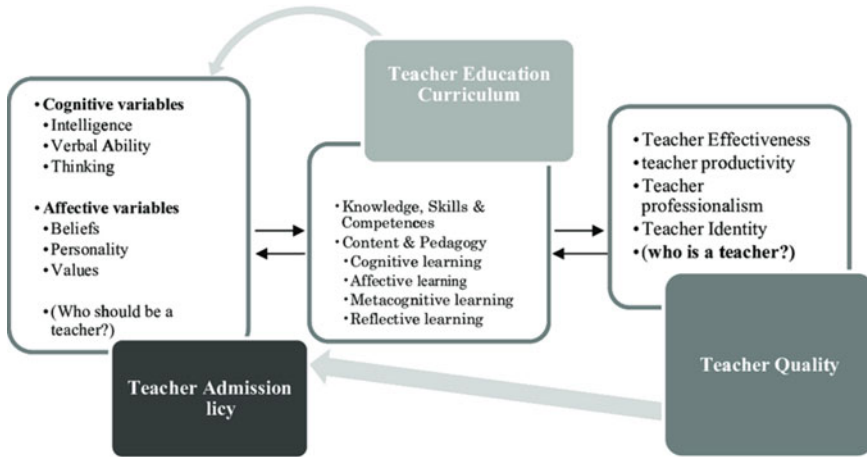 Teacher Education
Curriculum
• Cognitive variables
• Intelligence
• Verbal Ability
• Thinking
• Affective variables
• Beliefs
• Personality
• Values
• (Who should be a
teacher?)
Teacher Admission
licy
• Knowledge, Skills &
Competences
• Content & Pedagogy
• Cognitive learning
• Affective learning
• Metacognitive learning
• Reflective learning
• Teacher Effectiveness
• teacher productivity
• Teacher
professionalism
• Teacher Identity
• (who is a teacher?)
Teacher Quality